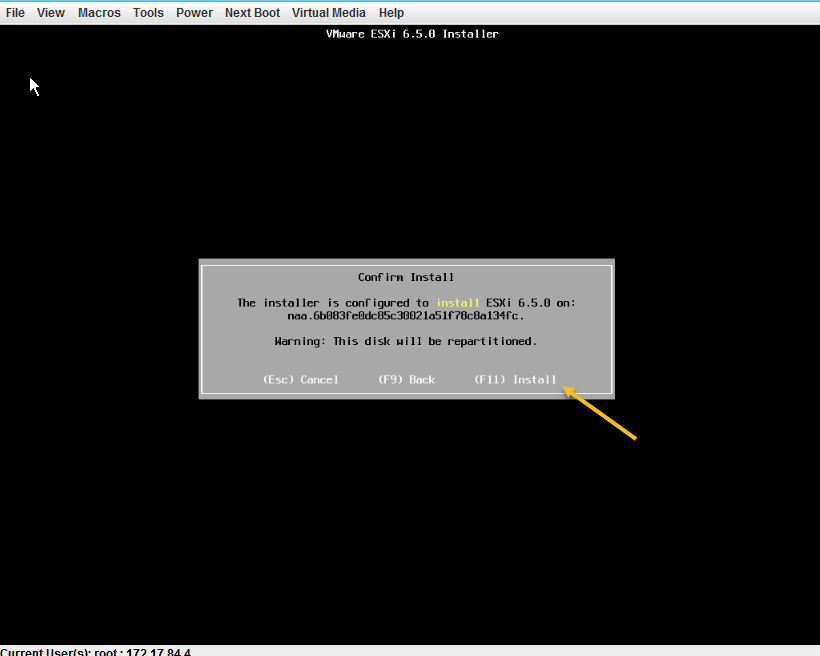 File View Macros Tools Power Next Boot Virtual Media Help
VMware ESXi 6.5.0 Installer
Confirm Install
The installer is configured to install ESXi 6.5.0 on:
naa.6b083fe0dc85c30021a51f78c8a134fc.
Warning: This disk will be repartitioned.
(Esc) Cancel (F9) Back (F11) Install
Current User(s): root : 172.17.84.4